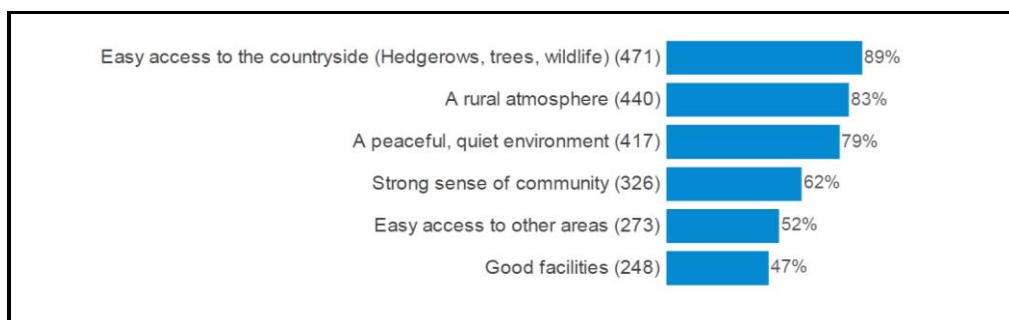 Easy access to the countryside (Hedgerows, trees, wildlife) (471) 89%
A rural atmosphere (440) 83%
A peaceful, quiet environment (417) 79%
Strong sense of community (326) 62%
Easy access to other areas (273) 52%
Good facilities (248) 47%